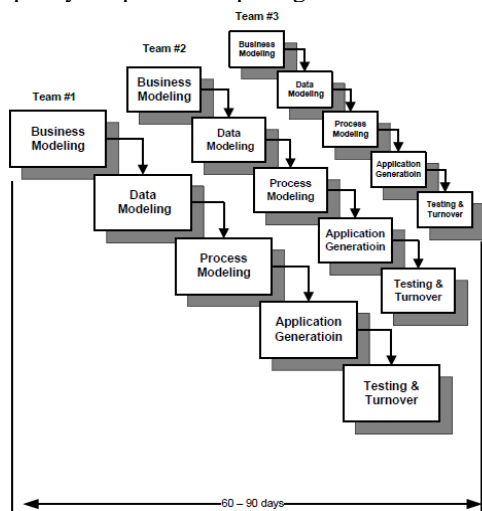 Team #3
Business
Modeling
Data
Modeling
Process
Modeling
Application
Generatioin
Testing &
Turnover
Team #2
Business
Modeling
Data
Modeling
Process
Modeling
Application
Generatioin
Testing &
Turnover
Team #1
Business
Modeling
Data
Modeling
Process
Modeling
Application
Generatioin
Testing &
Turnover
60 – 90 days